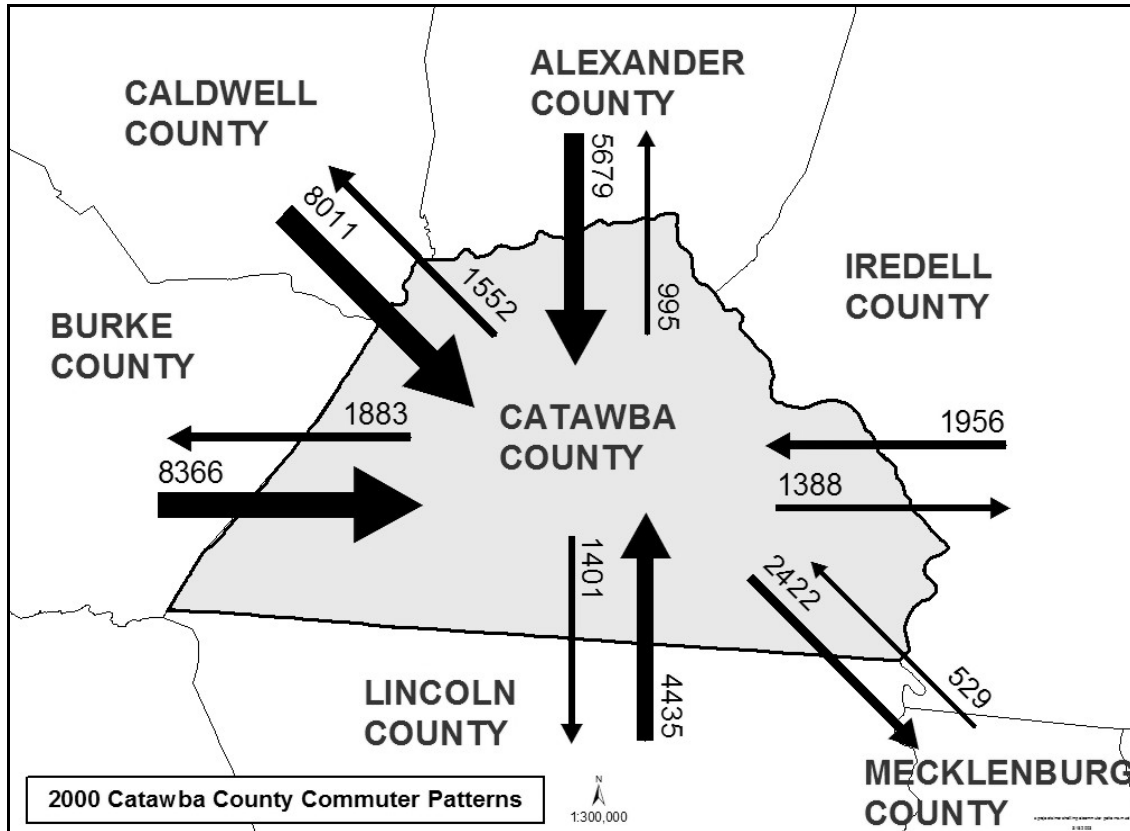 CALDWELL
COUNTY
ALEXANDER
COUNTY
5679
995
8011
1552
IREDELL
COUNTY
BURKE
COUNTY
1883
8366
CATAWBA
COUNTY
1956
1388
1401
4435
2422
529
LINCOLN
COUNTY
MECKLENBURG
COUNTY
2000 Catawba County Commuter Patterns
N
1:300,000